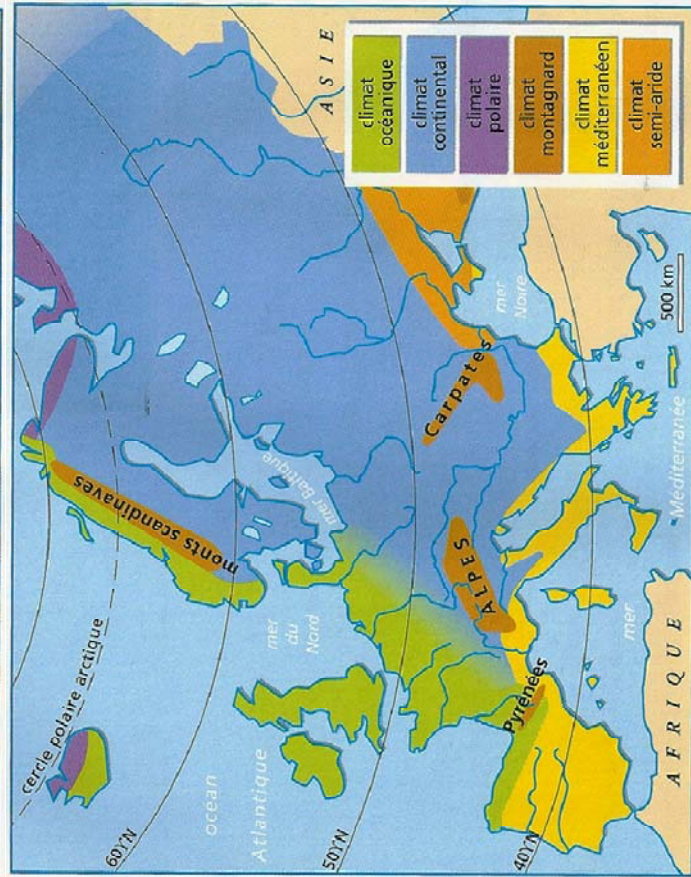 cercle polaire arctique
60°N
50°N
40°N
océan
Atlantique
mer
du
Nord
mer Baltique
monts scandinaves
ALPES
Carpates
Pyrénées
mer
Noire
mer
Méditerranée
AFRIQUE
ASIE
500 km
climat
océanique
climat
continental
climat
polaire
climat
montagnard
climat
méditerranéen
climat
semi-aride